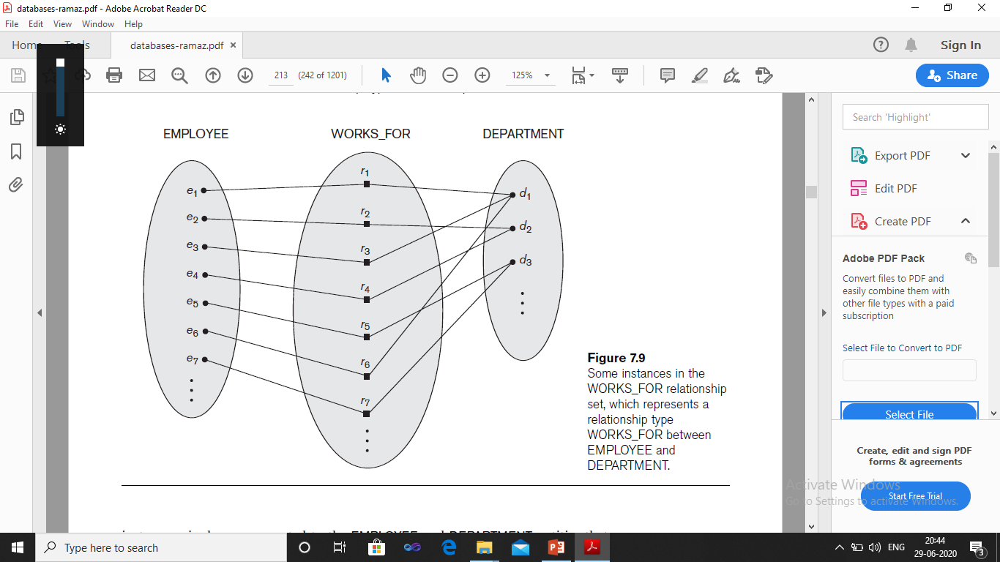 databases-ramaz.pdf - Adobe Acrobat Reader DC
File Edit View Window Help
Home Tools databases-ramaz.pdf × Sign In
213 (242 of 1201) 125% Share
EMPLOYEE WORKS_FOR DEPARTMENT
e1
e2
e3
e4
e5
e6
e7
r1
r2
r3
r4
r5
r6
r7
d1
d2
d3
Figure 7.9
Some instances in the
WORKS_FOR relationship
set, which represents a
relationship type
WORKS_FOR between
EMPLOYEE and
DEPARTMENT.
Search 'Highlight'
Export PDF
Edit PDF
Create PDF
Adobe PDF Pack
Convert files to PDF and
easily combine them with
other file types with a paid
subscription
Select File to Convert to PDF
Select File
Create, edit and sign PDF
forms & agreements
Start Free Trial
Activate Windows
Go to Settings to activate Windows.
Type here to search
ENG
20:44
29-06-2020
3